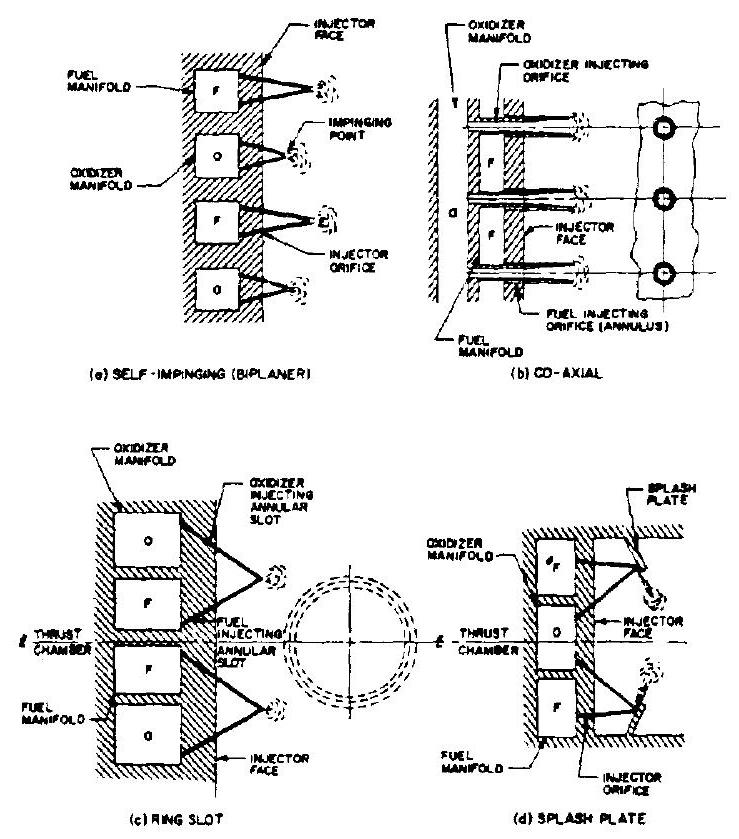 INJECTOR
FACE
FUEL
MANIFOLD
F
IMPINGING
POINT
O
OXIDIZER
MANIFOLD
F
INJECTOR
ORIFICE
O
(a) SELF-IMPINGING (BIPLANER)
OXIDIZER
MANIFOLD
OXIDIZER INJECTING
ORIFICE
F
O
F
INJECTOR
FACE
FUEL INJECTING
ORIFICE (ANNULUS)
FUEL
MANIFOLD
(b) CO-AXIAL
OXIDIZER
MANIFOLD
OXIDIZER
INJECTING
ANNULAR
SLOT
O
F
FUEL
INJECTING
ANNULAR
SLOT
℄ THRUST
CHAMBER
F
FUEL
MANIFOLD
O
INJECTOR
FACE
(c) RING SLOT
SPLASH
PLATE
OXIDIZER
MANIFOLD
F
O
INJECTOR
FACE
℄ THRUST
CHAMBER
F
FUEL
MANIFOLD
INJECTOR
ORIFICE
(d) SPLASH PLATE